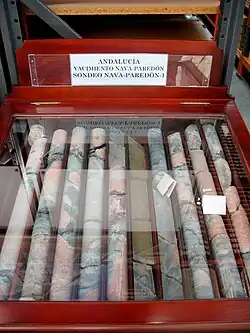 ANDALUCÍA
YACIMIENTO NAVA-PAREDÓN
SONDEO NAVA-PAREDÓN-1